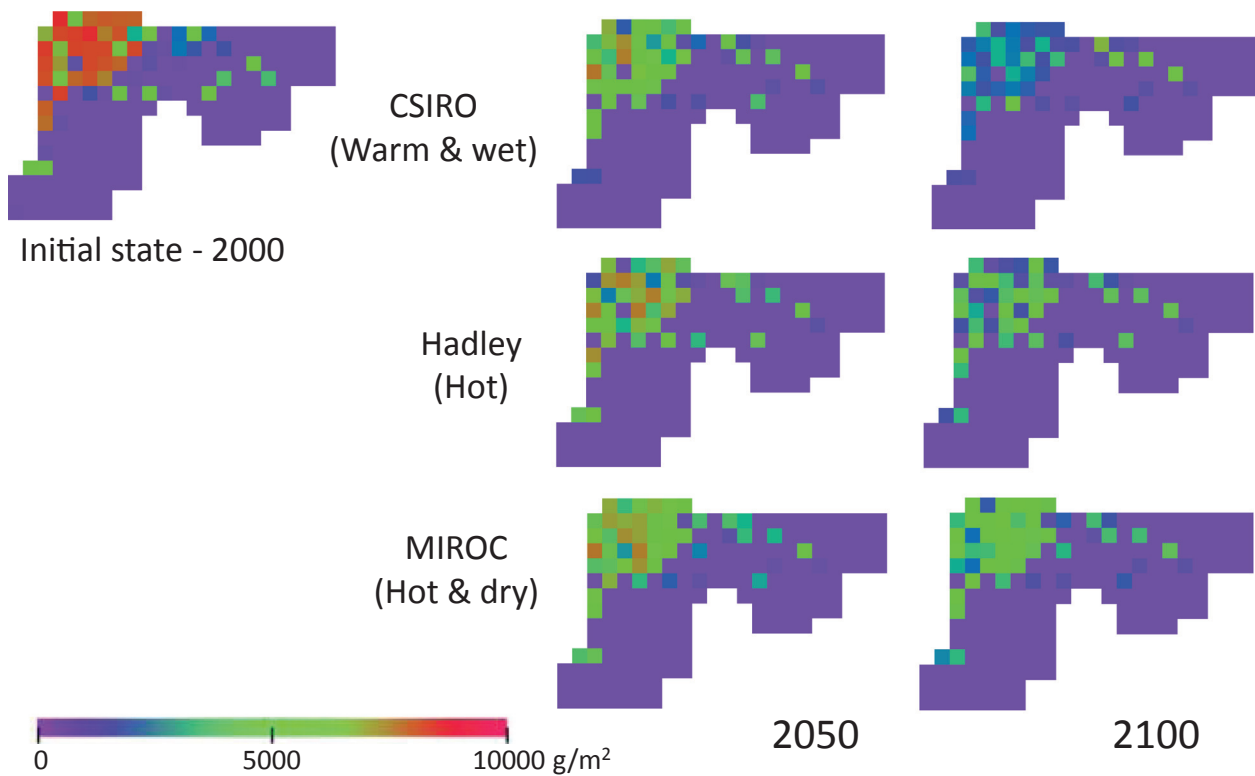 CSIRO
(Warm & wet)
Initial state - 2000
Hadley
(Hot)
MIROC
(Hot & dry)
2050
2100
0
5000
10000 g/m²